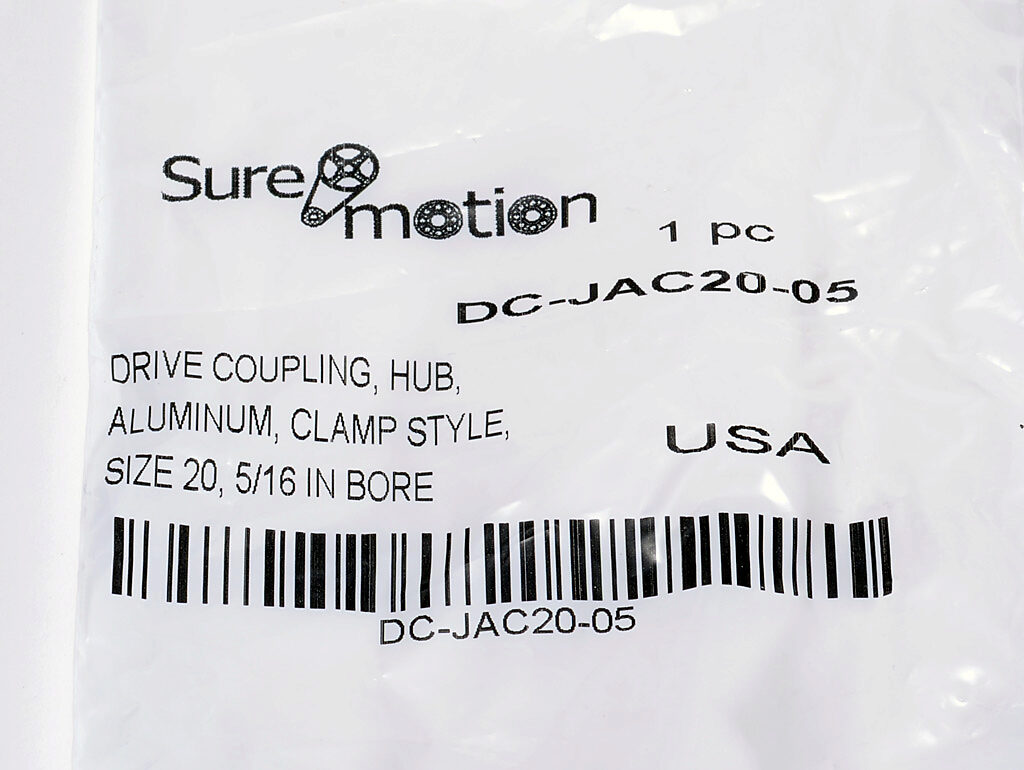 Sure motion
1 pc
DC-JAC20-05
DRIVE COUPLING, HUB,
ALUMINUM, CLAMP STYLE,
SIZE 20, 5/16 IN BORE
USA
DC-JAC20-05